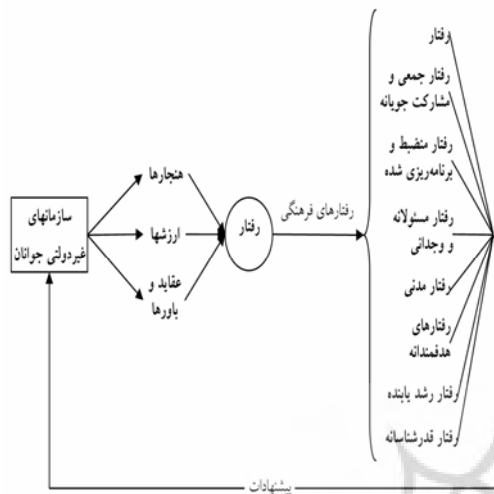 سازمانهای
غیردولتی جوانان
هنجارها
ارزشها
عقاید و
باورها
رفتار
رفتارهای فرهنگی
رفتار
رفتار جمعی و
مشارکت جویانه
رفتار منضبط و
برنامه‌ریزی شده
رفتار مسئولانه
و وجدانی
رفتار مدنی
رفتارهای
هدفمندانه
رفتار رشد یابنده
رفتار قدرشناسانه
پیشنهادات